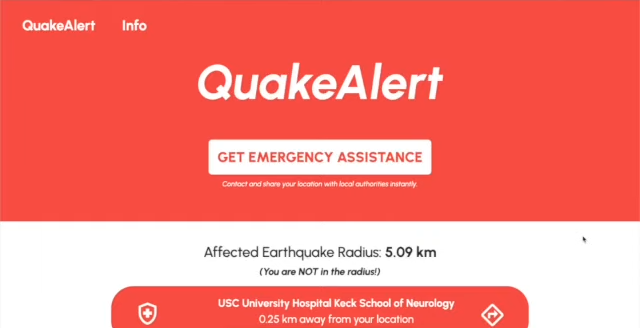 QuakeAlert Info
QuakeAlert
GET EMERGENCY ASSISTANCE
Contact and share your location with local authorities instantly.
Affected Earthquake Radius: 5.09 km
(You are NOT in the radius!)
USC University Hospital Keck School of Neurology
0.25 km away from your location